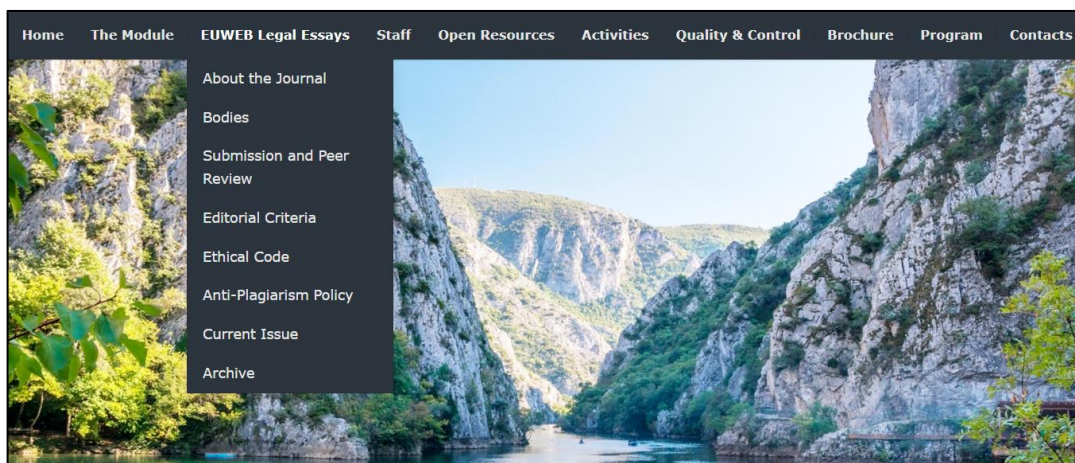 Home The Module EUWEB Legal Essays Staff Open Resources Activities Quality & Control Brochure Program Contacts
About the Journal
Bodies
Submission and Peer
Review
Editorial Criteria
Ethical Code
Anti-Plagiarism Policy
Current Issue
Archive